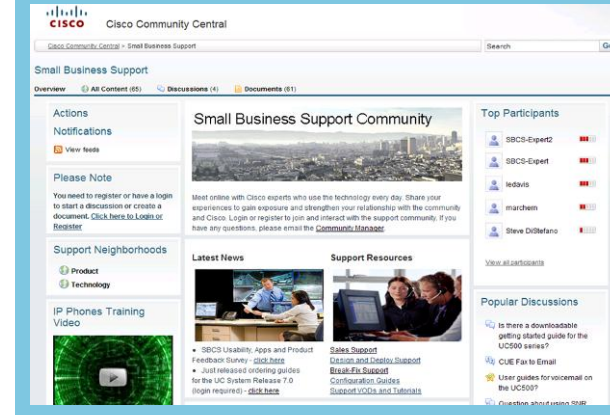 CISCO
Cisco Community Central
Cisco Community Central > Small Business Support
Search
Go
Small Business Support
Overview
All Content (65)
Discussions (4)
Documents (61)
Actions
Notifications
View feeds
Please Note
You need to register or have a login
to start a discussion or create a
document. Click here to Login or
Register
Support Neighborhoods
Product
Technology
IP Phones Training
Video
Small Business Support Community
Meet online with Cisco experts who use the technology every day. Share your
experiences to gain exposure and strengthen your relationship with the community
and Cisco. Login or register to join and interact with the support community. If you
have any questions, please email the Community Manager.
Latest News
• SBCS Usability, Apps and Product
Feedback Survey - click here
• Just released ordering guides
for the UC System Release 7.0
(login required) - click here
Support Resources
Sales Support
Design and Deploy Support
Break-Fix Support
Configuration Guides
Support VODs and Tutorials
Top Participants
SBCS-Expert2
SBCS-Expert
ledavis
marchem
Steve DiStefano
View all participants
Popular Discussions
Is there a downloadable
getting started guide for the
UC500 series?
CUE Fax to Email
User guides for voicemail on
the UC500?
Question about using SNR